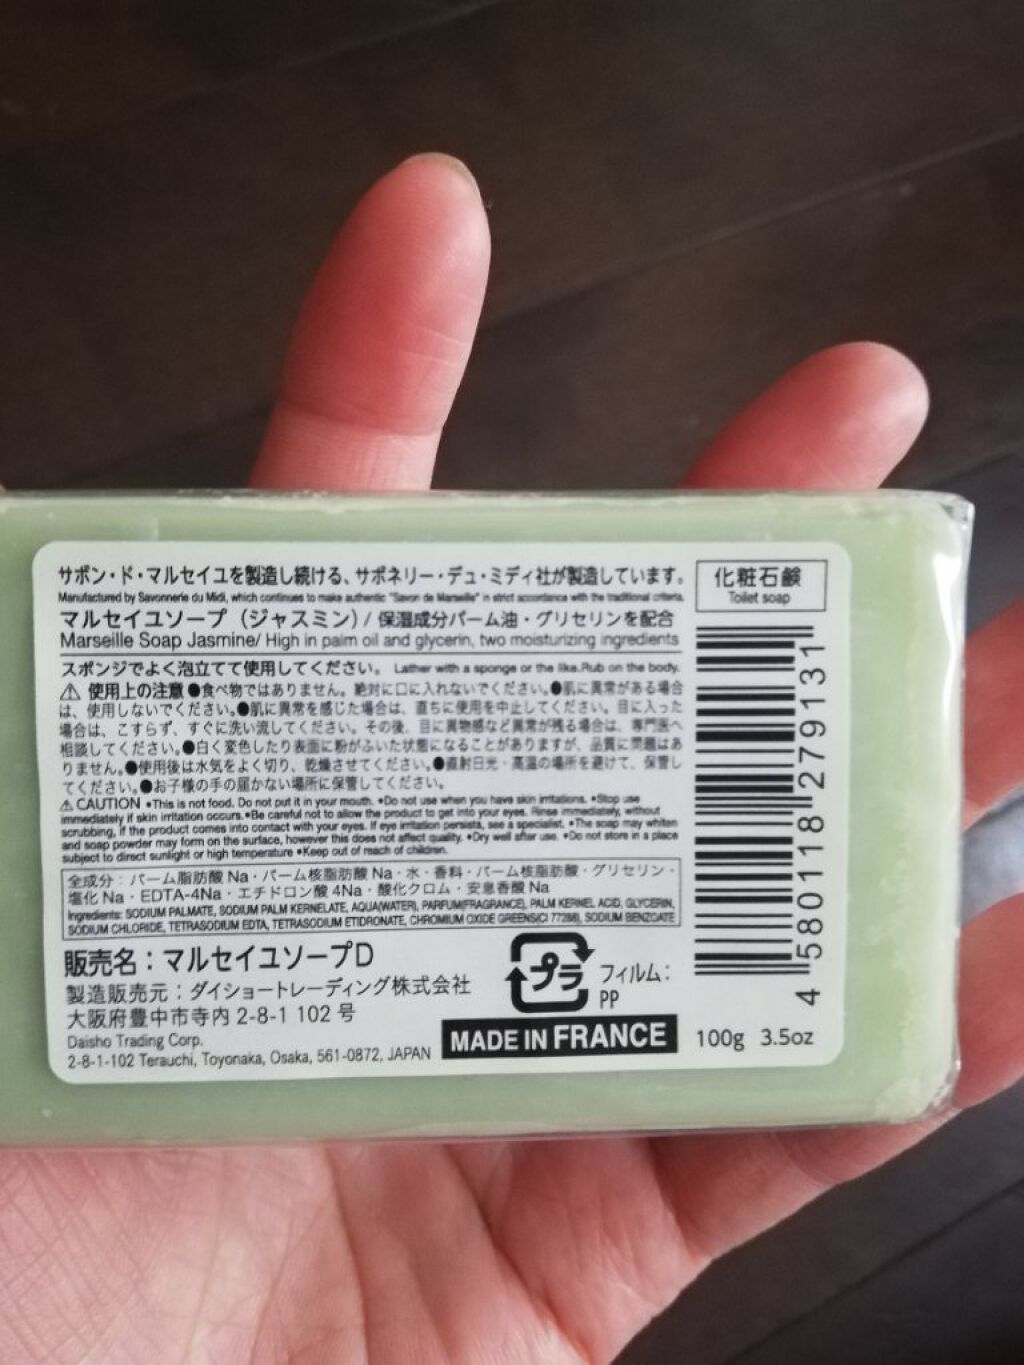 サボン・ド・マルセイユを製造し続ける、サボネリー・デュ・ミディ社が製造しています。
Manufactured by Savonnerie du Midi, which continues to make authentic "Savon de Marseille" in strict accordance with the traditional criteria.
マルセイユソープ（ジャスミン）/ 保湿成分パーム油・グリセリンを配合
Marseille Soap Jasmine/ High in palm oil and glycerin, two moisturizing ingredients
化粧石鹸
Toilet soap
スポンジでよく泡立てて使用してください。 Lather with a sponge or the like.Rub on the body.
⚠ 使用上の注意 ●食べ物ではありません。絶対に口に入れないでください。●肌に異常がある場合
は、使用しないでください。●肌に異常を感じた場合は、直ちに使用を中止してください。目に入った
場合は、こすらず、すぐに洗い流してください。その後、目に異物感など異常が残る場合は、専門医へ
相談してください。●白く変色したり表面に粉がふいた状態になることがありますが、品質に問題はあ
りません。●使用後は水気をよく切り、乾燥させてください。●直射日光・高温の場所を避けて、保管し
てください。●お子様の手の届かない場所に保管してください。
⚠ CAUTION •This is not food. Do not put it in your mouth. •Do not use when you have skin irritations. •Stop use
immediately if skin irritation occurs. •Be careful not to allow the product to get into your eyes. Rinse immediately, without
scrubbing, if the product comes into contact with your eyes. If eye irritation persists, see a specialist. •The soap may whiten
and soap powder may form on the surface, however this does not affect quality. •Dry well after use. •Do not store in a place
subject to direct sunlight or high temperature •Keep out of reach of children.
全成分：パーム脂肪酸 Na・パーム核脂肪酸 Na・水・香料・パーム核脂肪酸・グリセリン・
塩化 Na・EDTA-4Na・エチドロン酸 4Na・酸化クロム・安息香酸 Na
Ingredients: SODIUM PALMATE, SODIUM PALM KERNELATE, AQUA(WATER), PARFUM(FRAGRANCE), PALM KERNEL ACID, GLYCERIN,
SODIUM CHLORIDE, TETRASODIUM EDTA, TETRASODIUM ETIDRONATE, CHROMIUM OXIDE GREENS(CI 77288), SODIUM BENZOATE
販売名：マルセイユソープD
製造販売元：ダイショートレーディング株式会社
大阪府豊中市寺内 2-8-1 102 号
Daisho Trading Corp.
2-8-1-102 Terauchi, Toyonaka, Osaka, 561-0872, JAPAN
プラ
フィルム：
PP
MADE IN FRANCE
100g 3.5oz
4 580118 279131